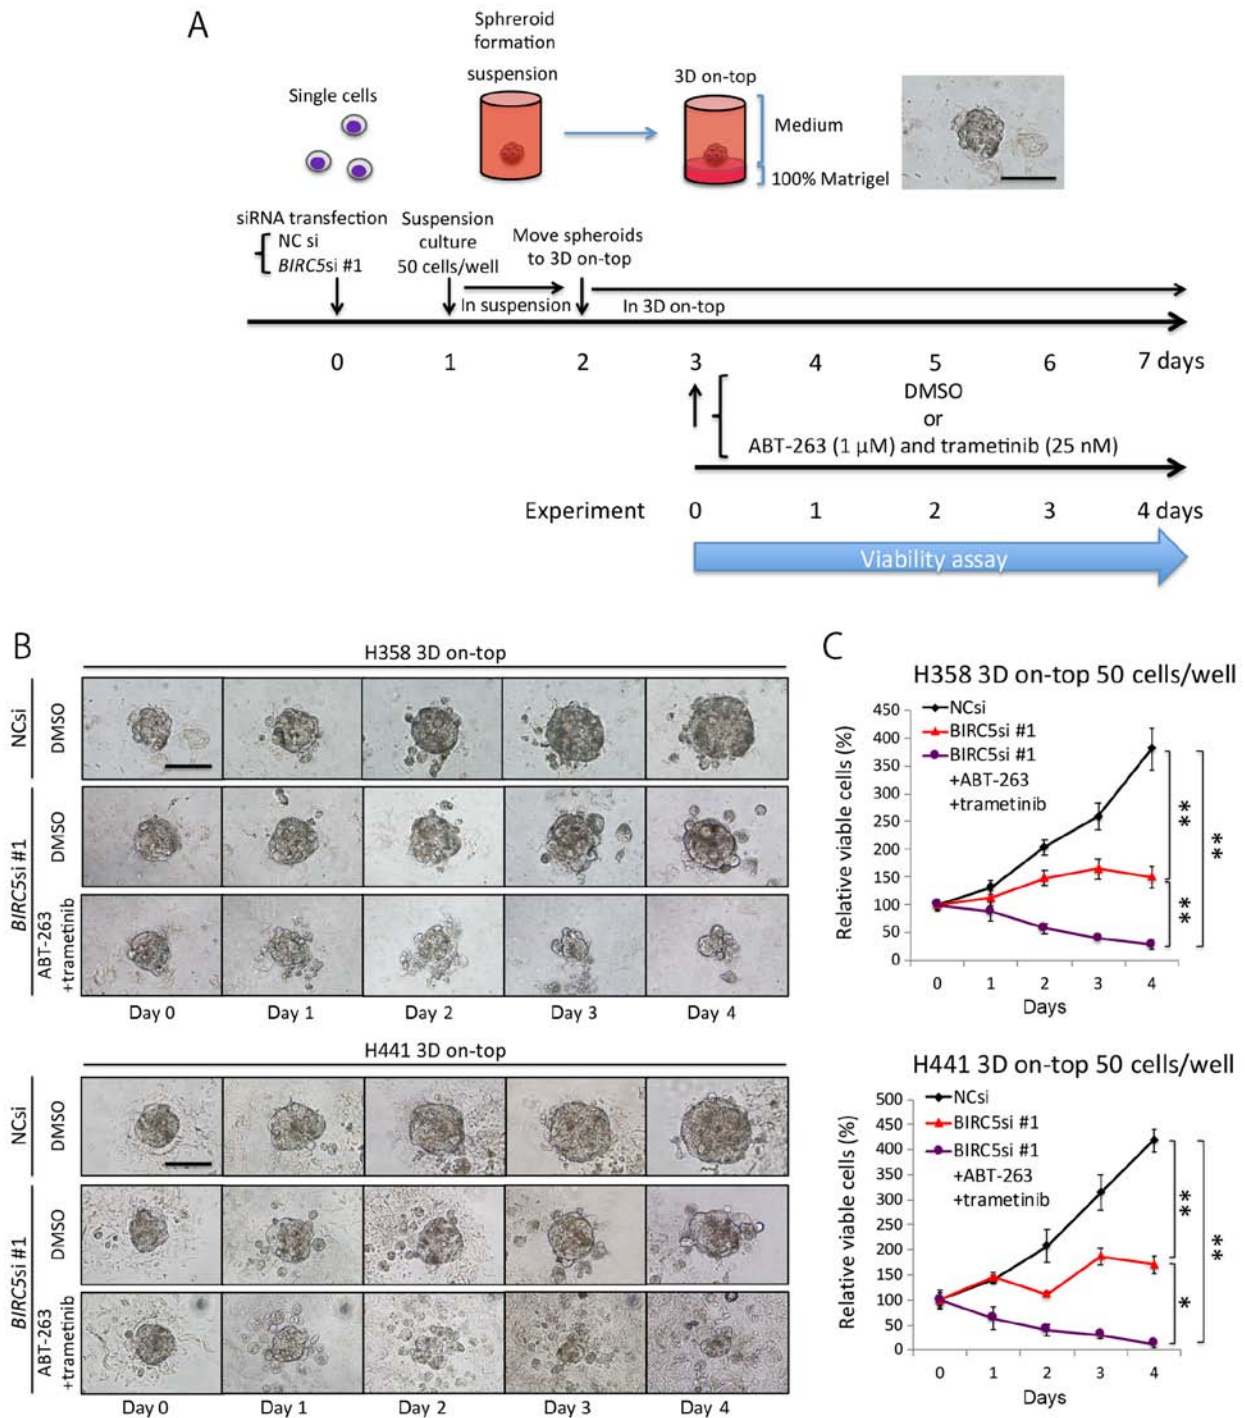 A
Sphreroid
formation
suspension
Single cells
3D on-top
Medium
100% Matrigel
siRNA transfection
NC si
BIRC5si #1
Suspension
culture
50 cells/well
Move spheroids
to 3D on-top
In suspension
In 3D on-top
0 1 2 3 4 5 6 7 days
DMSO
or
ABT-263 (1 µM) and trametinib (25 nM)
Experiment 0 1 2 3 4 days
Viability assay
B
H358 3D on-top
NCsi
DMSO
BIRC5si #1
DMSO
ABT-263
+trametinib
Day 0 Day 1 Day 2 Day 3 Day 4
H441 3D on-top
NCsi
DMSO
BIRC5si #1
DMSO
ABT-263
+trametinib
Day 0 Day 1 Day 2 Day 3 Day 4
C
H358 3D on-top 50 cells/well
NCsi
BIRC5si #1
BIRC5si #1
+ABT-263
+trametinib
Relative viable cells (%)
450
400
350
300
250
200
150
100
50
0
0 1 2 3 4
Days
**
**
**
H441 3D on-top 50 cells/well
NCsi
BIRC5si #1
BIRC5si #1
+ABT-263
+trametinib
Relative viable cells (%)
500
450
400
350
300
250
200
150
100
50
0
0 1 2 3 4
Days
**
*
**